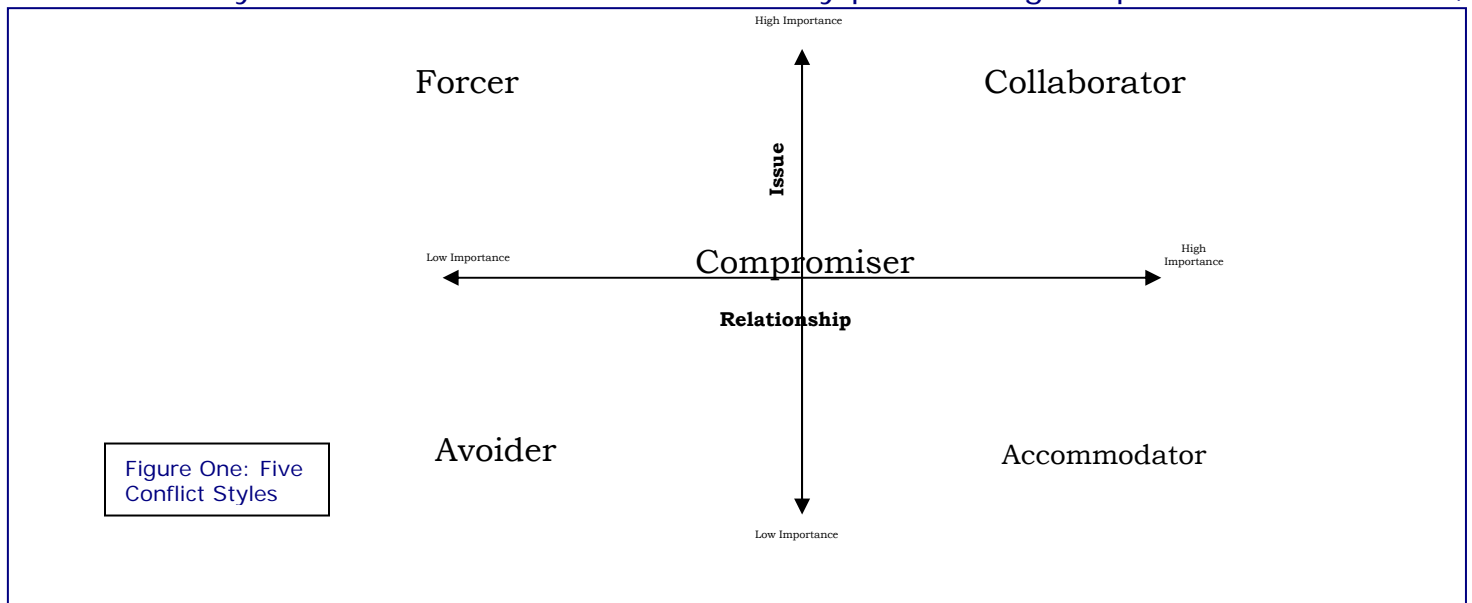 High Importance
Forcer
Collaborator
Issue
Low Importance
Compromiser
High
Importance
Relationship
Avoider
Accommodator
Figure One: Five
Conflict Styles
Low Importance